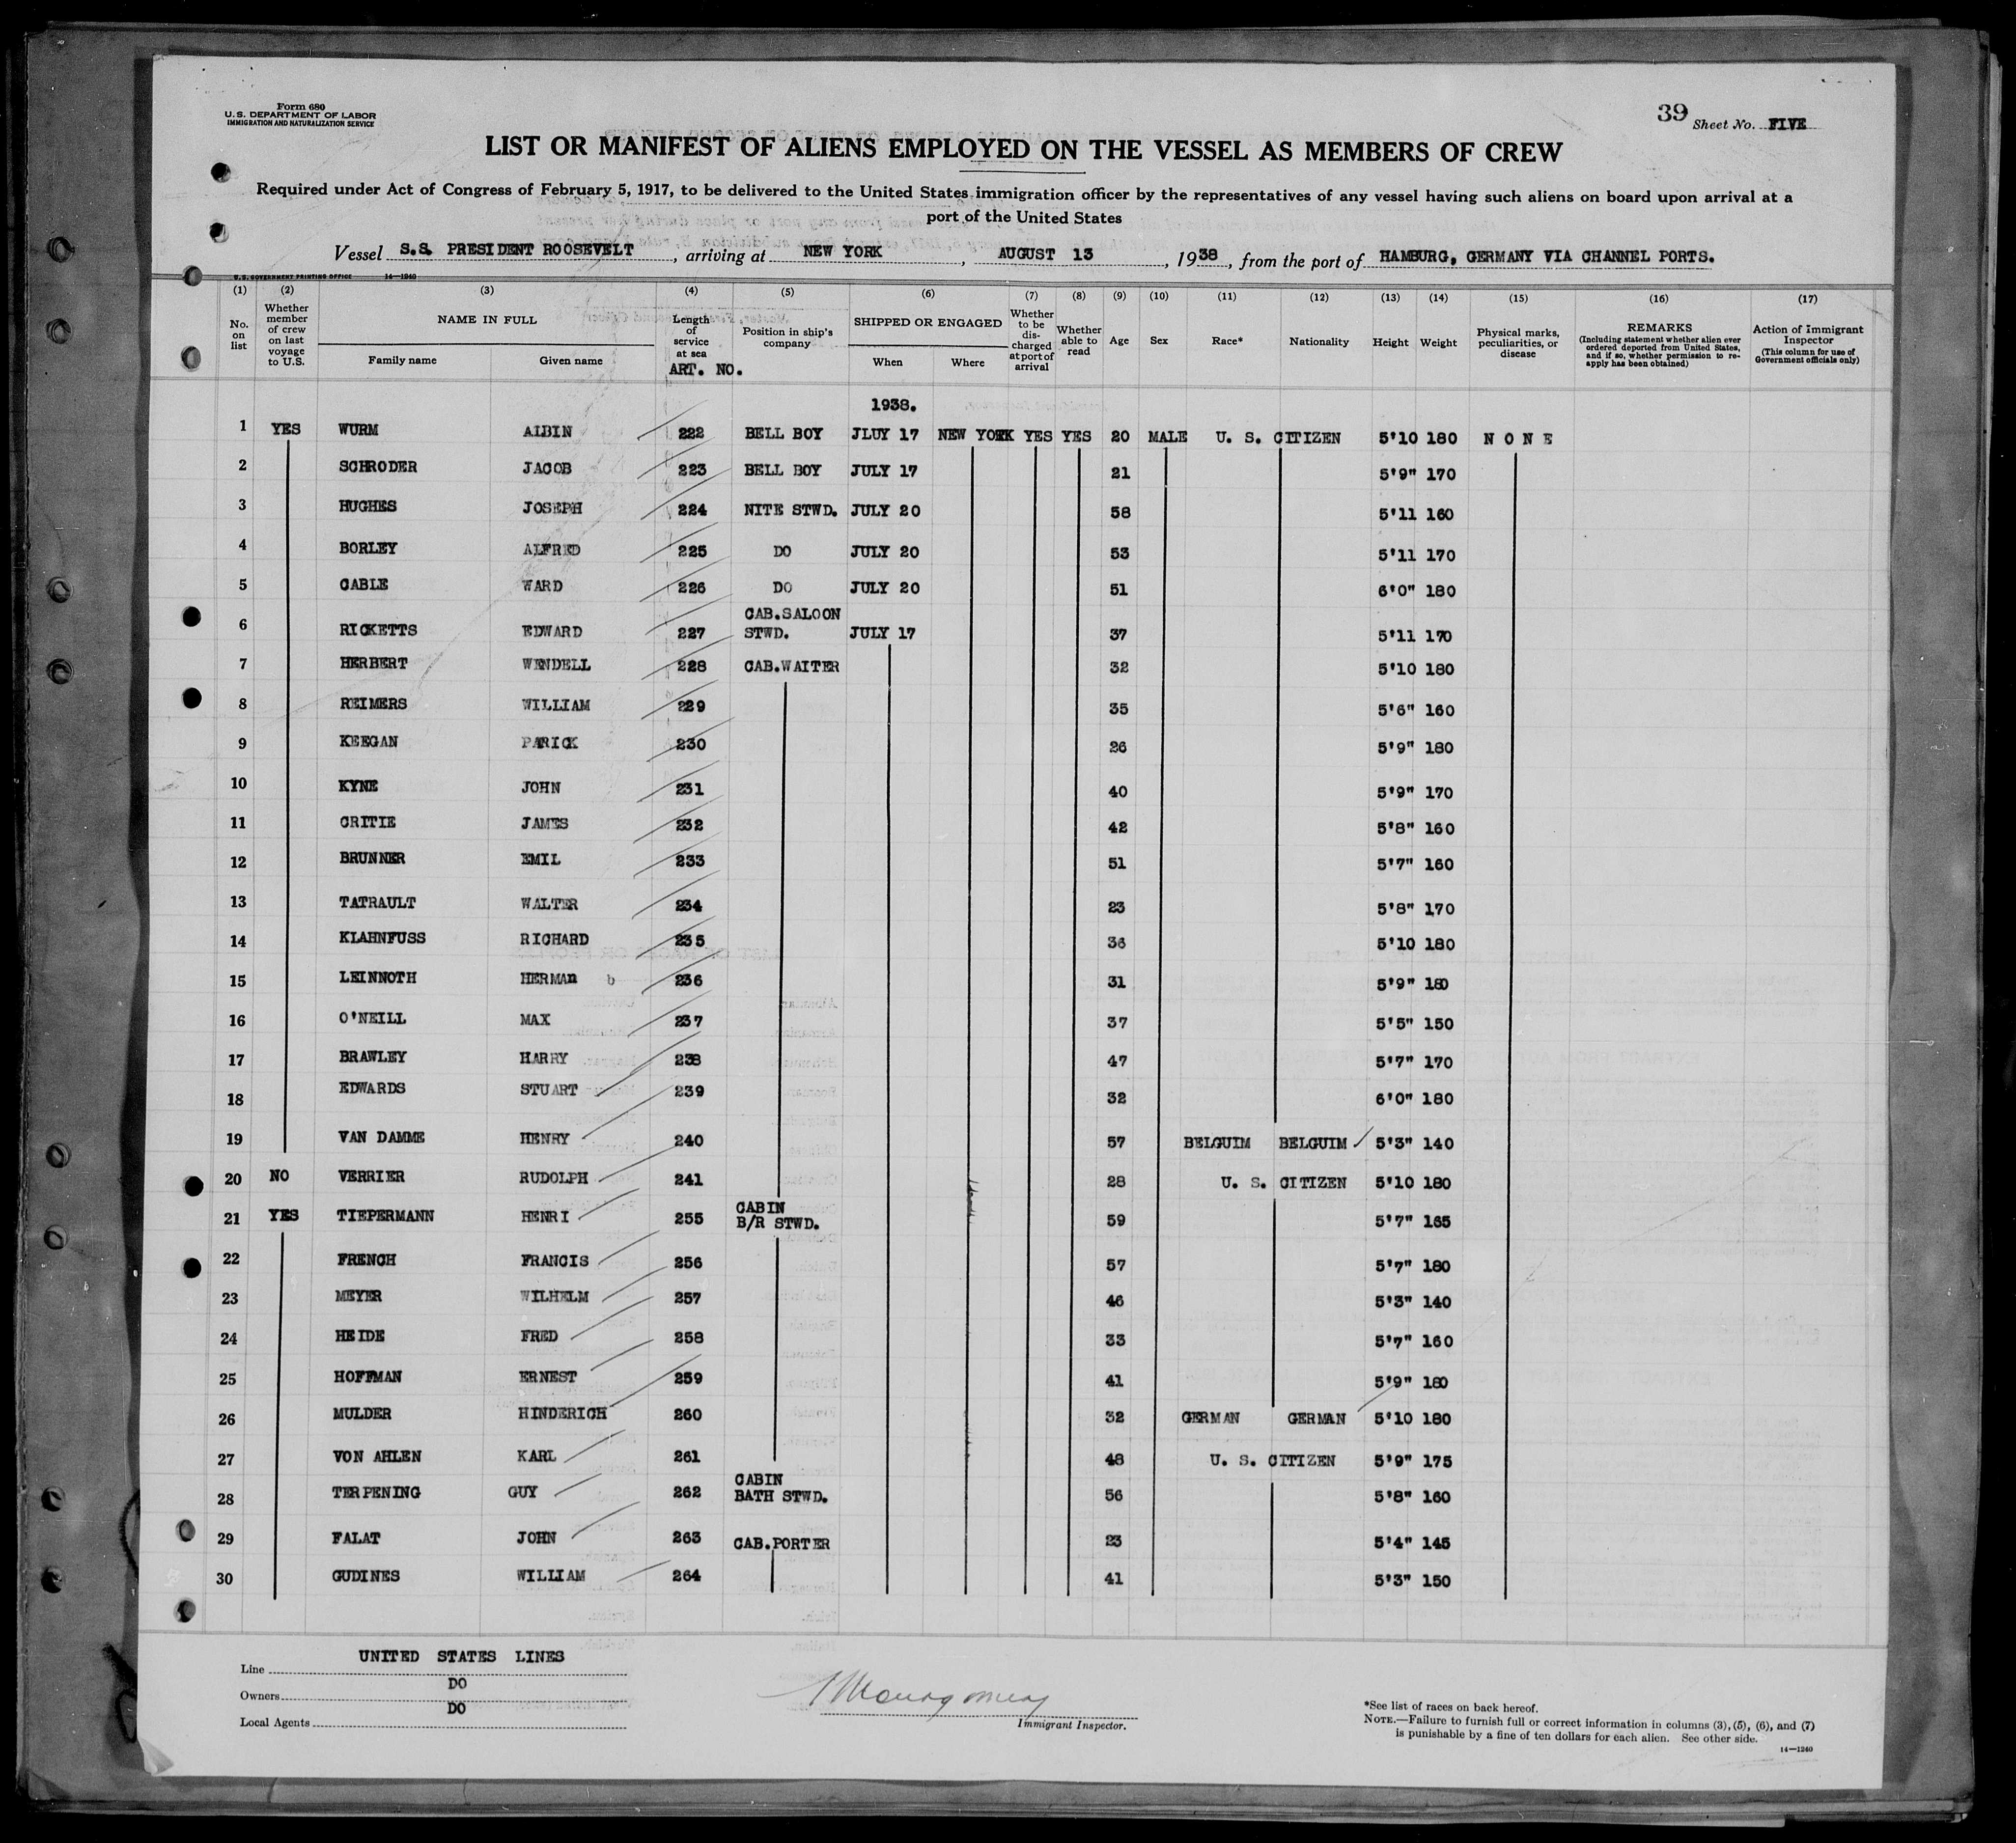 Form 680
U. S. DEPARTMENT OF LABOR
IMMIGRATION AND NATURALIZATION SERVICE
39
Sheet No. FIVE
LIST OR MANIFEST OF ALIENS EMPLOYED ON THE VESSEL AS MEMBERS OF CREW
Required under Act of Congress of February 5, 1917, to be delivered to the United States immigration officer by the representatives of any vessel having such aliens on board upon arrival at a
port of the United States
Vessel S.S. PRESIDENT ROOSEVELT, arriving at NEW YORK, AUGUST 13, 1938, from the port of HAMBURG, GERMANY VIA CHANNEL PORTS.
U. S. GOVERNMENT PRINTING OFFICE 14—1240
(1) (2) (3) (4) (5) (6) (7) (8) (9) (10) (11) (12) (13) (14) (15) (16) (17)
No. on list
Whether member of crew on last voyage to U.S.
NAME IN FULL
Family name
Given name
Length of service at sea
ART. NO.
Position in ship's company
SHIPPED OR ENGAGED
When
Where
Whether to be discharged at port of arrival
Whether able to read
Age
Sex
Race*
Nationality
Height
Weight
Physical marks, peculiarities, or disease
REMARKS
(Including statement whether alien ever ordered deported from United States, and if so, whether permission to reapply has been obtained)
Action of Immigrant Inspector
(This column for use of Government officials only)
1938.
1 YES WURM ALBIN 222 BELL BOY JLUY 17 NEW YORK YES YES 20 MALE U. S. CITIZEN 5'10 180 N O N E
2 SCHRODER JACOB 223 BELL BOY JULY 17 21 5'9" 170
3 HUGHES JOSEPH 224 NITE STWD. JULY 20 58 5'11 160
4 BORLEY ALFRED 225 DO JULY 20 53 5'11 170
5 CABLE WARD 226 DO JULY 20 51 6'0" 180
6 RICKETTS EDWARD 227 CAB.SALOON STWD. JULY 17 37 5'11 170
7 HERBERT WENDELL 228 CAB.WAITER 32 5'10 180
8 REIMERS WILLIAM 229 35 5'6" 160
9 KEEGAN PARICK 230 26 5'9" 180
10 KYNE JOHN 231 40 5'9" 170
11 CRITIE JAMES 232 42 5'8" 160
12 BRUNNER EMIL 233 51 5'7" 160
13 TATRAULT WALTER 234 23 5'8" 170
14 KLAHNFUSS RICHARD 235 36 5'10 180
15 LEINNOTH HERMAn b 236 31 5'9" 180
16 O'NEILL MAX 237 37 5'5" 150
17 BRAWLEY HARRY 238 47 5'7" 170
18 EDWARDS STUART 239 32 6'0" 180
19 VAN DAMME HENRY 240 57 BELGUIM BELGUIM 5'3" 140
20 NO VERRIER RUDOLPH 241 28 U. S. CITIZEN 5'10 180
21 YES TIEPERMANN HENRI 255 CABIN B/R STWD. 59 5'7" 165
22 FRENCH FRANCIS 256 57 5'7" 180
23 MEYER WILHELM 257 46 5'3" 140
24 HEIDE FRED 258 33 5'7" 160
25 HOFFMAN ERNEST 259 41 5'9" 180
26 MULDER HINDERICH 260 32 GERMAN GERMAN 5'10 180
27 VON AHLEN KARL 261 48 U. S. CITIZEN 5'9" 175
28 TERPENING GUY 262 CABIN BATH STWD. 56 5'8" 160
29 FALAT JOHN 263 CAB.PORTER 23 5'4" 145
30 GUDINES WILLIAM 264 41 5'3" 150
Line UNITED STATES LINES
Owners DO
Local Agents DO
Montgomery
Immigrant Inspector.
*See list of races on back hereof.
NOTE.—Failure to furnish full or correct information in columns (3), (5), (6), and (7)
is punishable by a fine of ten dollars for each alien. See other side.
14—1240